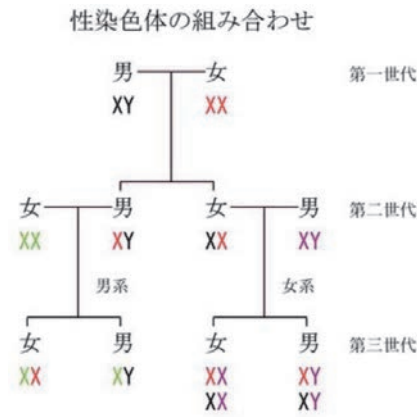 性染色体の組み合わせ
男 女 第一世代
XY XX
女 男 女 男 第二世代
XX XY XX XY
男系 女系
女 男 女 男 第三世代
XX XY XX XY
XX XY